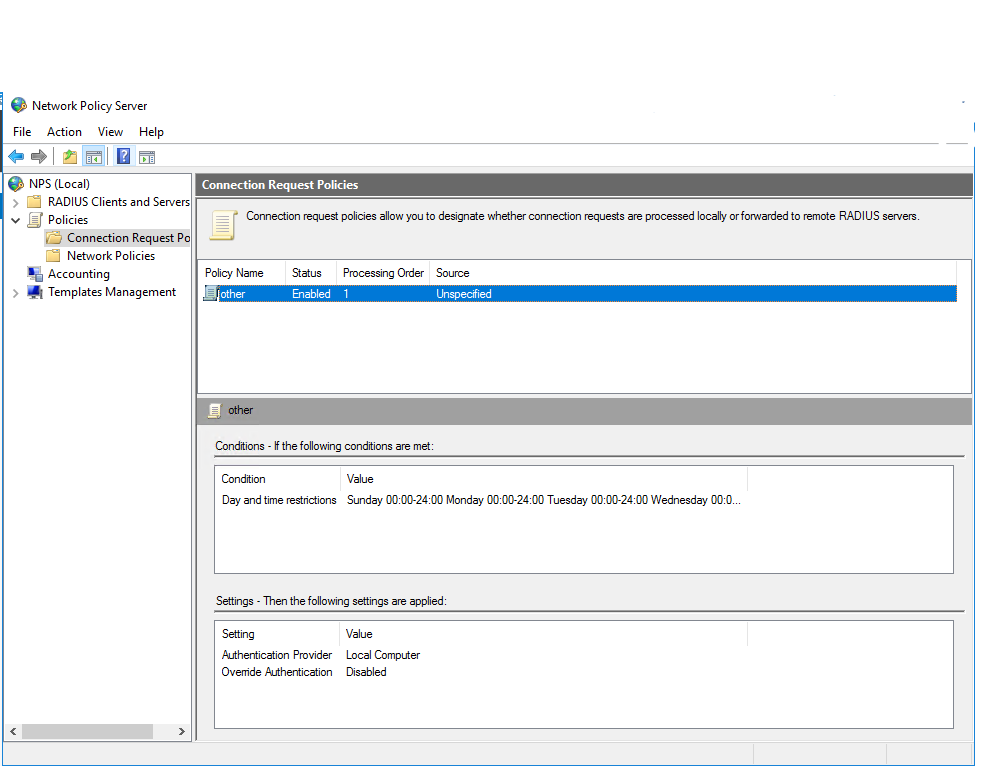 Network Policy Server
File Action View Help
NPS (Local)
RADIUS Clients and Servers
Policies
Connection Request Po
Network Policies
Accounting
Templates Management
Connection Request Policies
Connection request policies allow you to designate whether connection requests are processed locally or forwarded to remote RADIUS servers.
Policy Name Status Processing Order Source
other Enabled 1 Unspecified
other
Conditions - If the following conditions are met:
Condition Value
Day and time restrictions Sunday 00:00-24:00 Monday 00:00-24:00 Tuesday 00:00-24:00 Wednesday 00:0...
Settings - Then the following settings are applied:
Setting Value
Authentication Provider Local Computer
Override Authentication Disabled